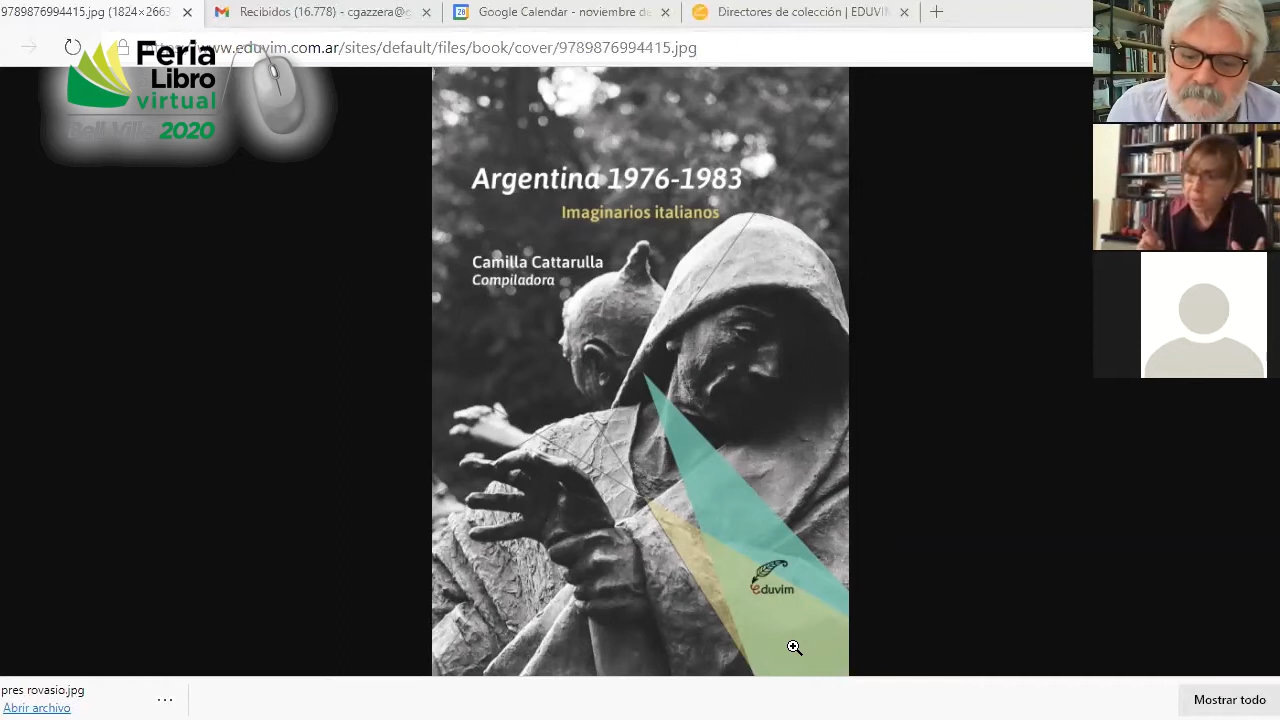 9789876994415.jpg (1824×2663
Recibidos (16.778) - cgazzera@g
Google Calendar - noviembre de
Directores de colección | EDUVIM
www.eduvim.com.ar/sites/default/files/book/cover/9789876994415.jpg
Feria
Libro
virtual
Bell Ville 2020
Argentina 1976-1983
Imaginarios italianos
Camilla Cattarulla
Compiladora
eduvim
pres rovasio.jpg
Abrir archivo
Mostrar todo